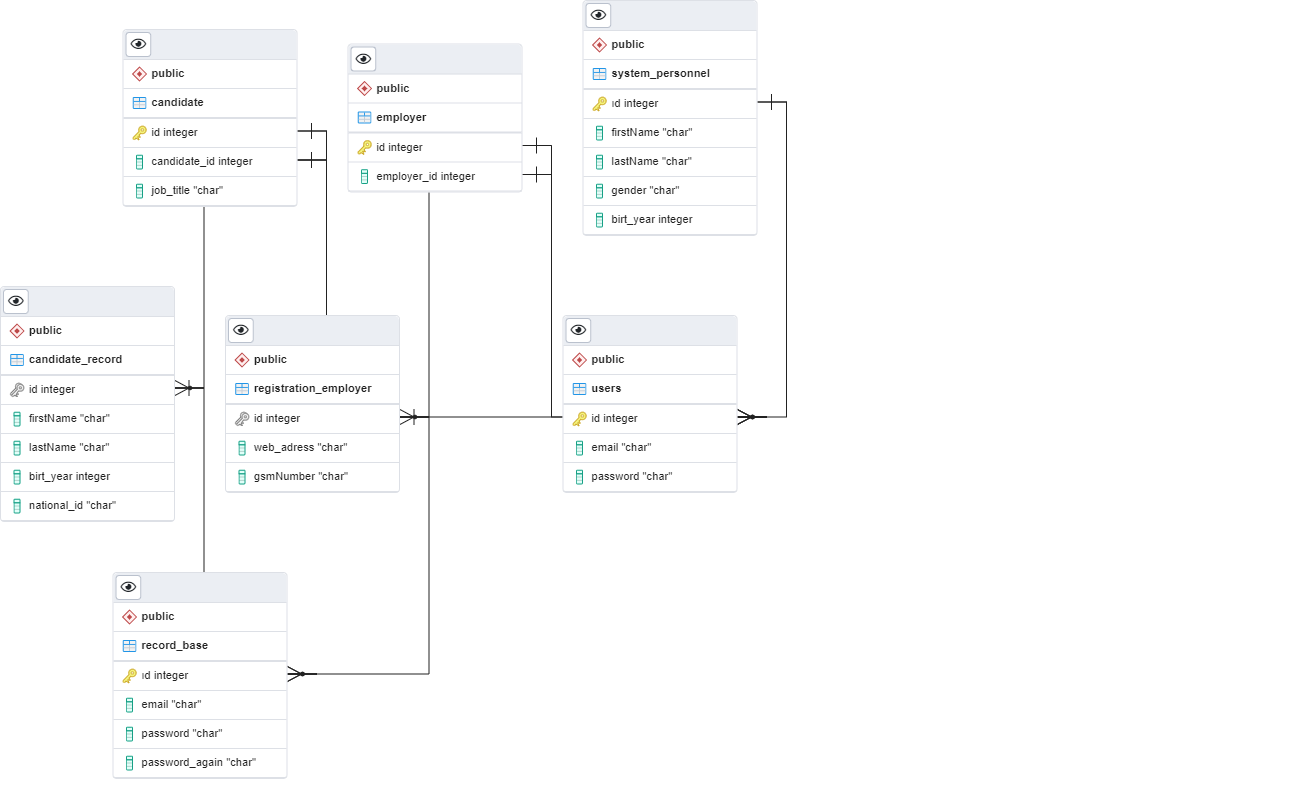 public
candidate
id integer
candidate_id integer
job_title "char"
public
employer
id integer
employer_id integer
public
system_personnel
id integer
firstName "char"
lastName "char"
gender "char"
birt_year integer
public
candidate_record
id integer
firstName "char"
lastName "char"
birt_year integer
national_id "char"
public
registration_employer
id integer
web_adress "char"
gsmNumber "char"
public
users
id integer
email "char"
password "char"
public
record_base
id integer
email "char"
password "char"
password_again "char"